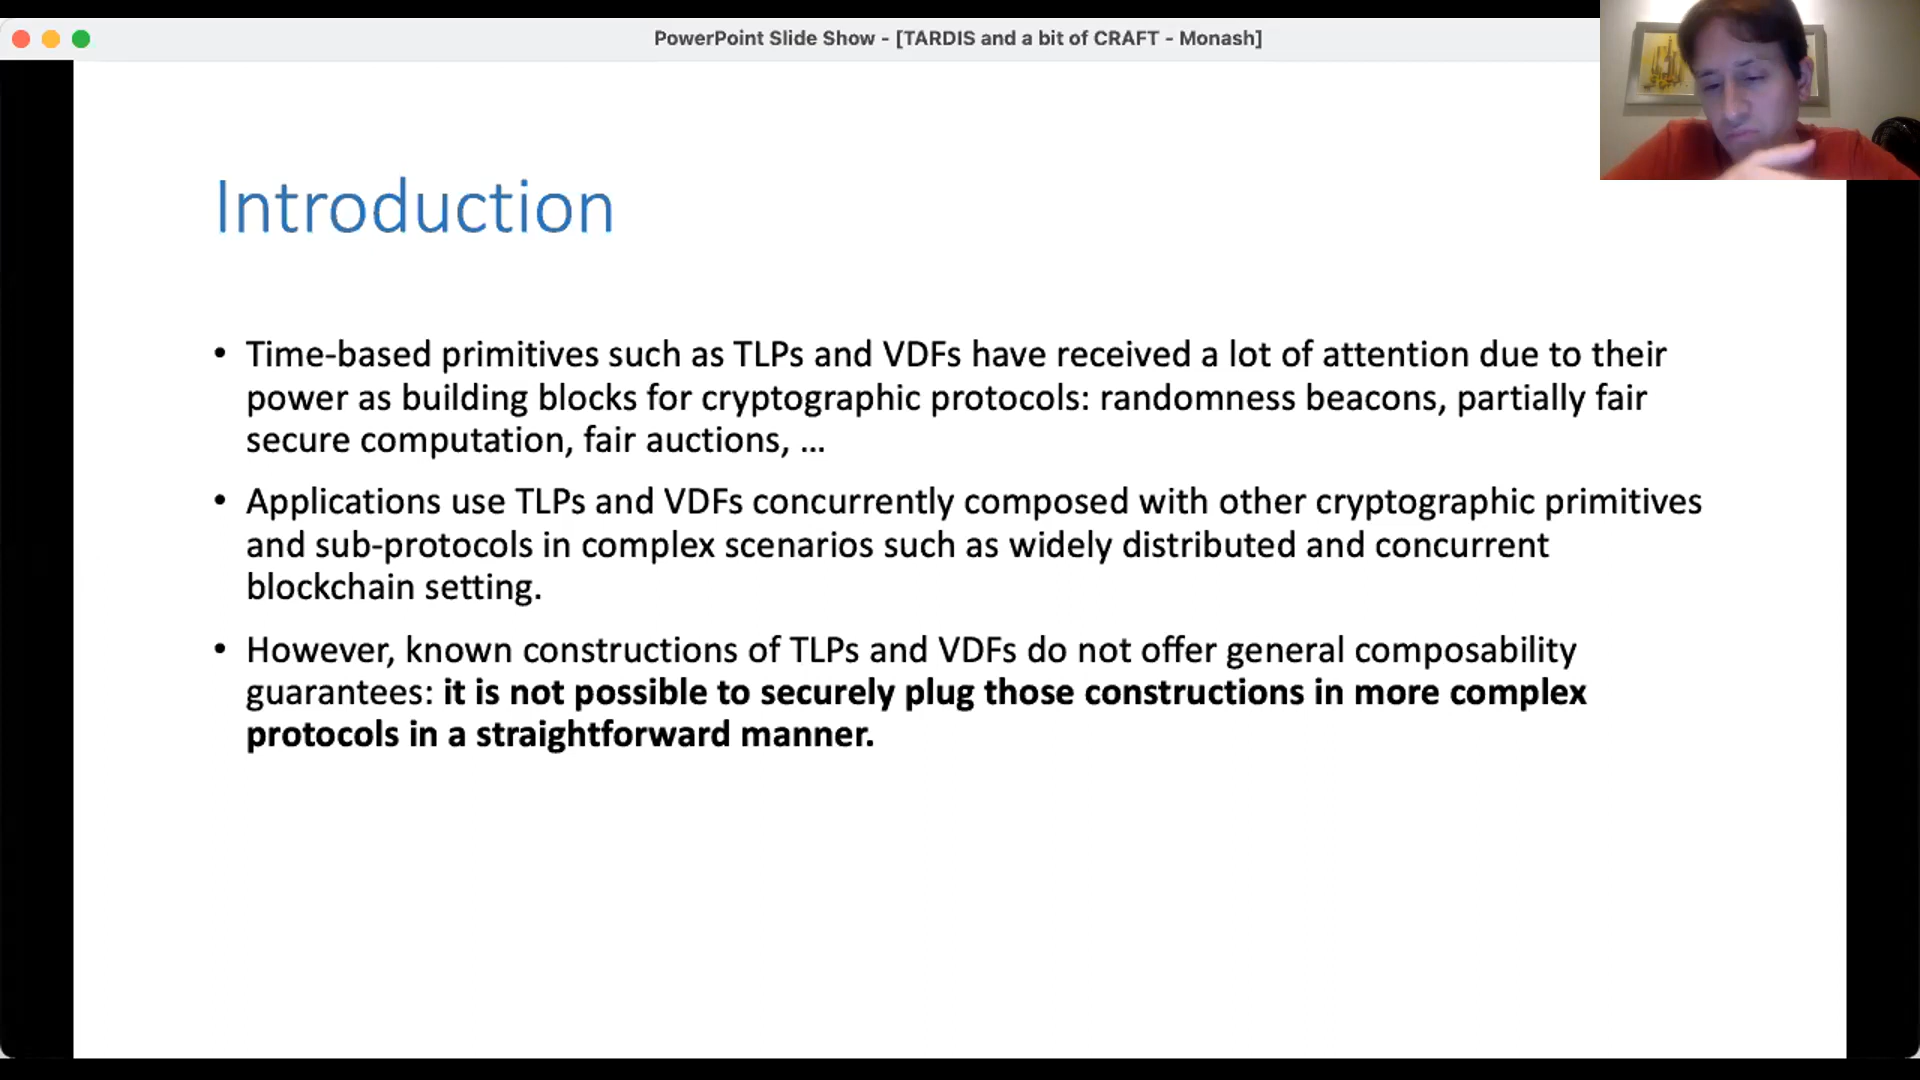 PowerPoint Slide Show - [TARDIS and a bit of CRAFT - Monash]
Introduction
• Time-based primitives such as TLPs and VDFs have received a lot of attention due to their
power as building blocks for cryptographic protocols: randomness beacons, partially fair
secure computation, fair auctions, ...
• Applications use TLPs and VDFs concurrently composed with other cryptographic primitives
and sub-protocols in complex scenarios such as widely distributed and concurrent
blockchain setting.
• However, known constructions of TLPs and VDFs do not offer general composability
guarantees: it is not possible to securely plug those constructions in more complex
protocols in a straightforward manner.